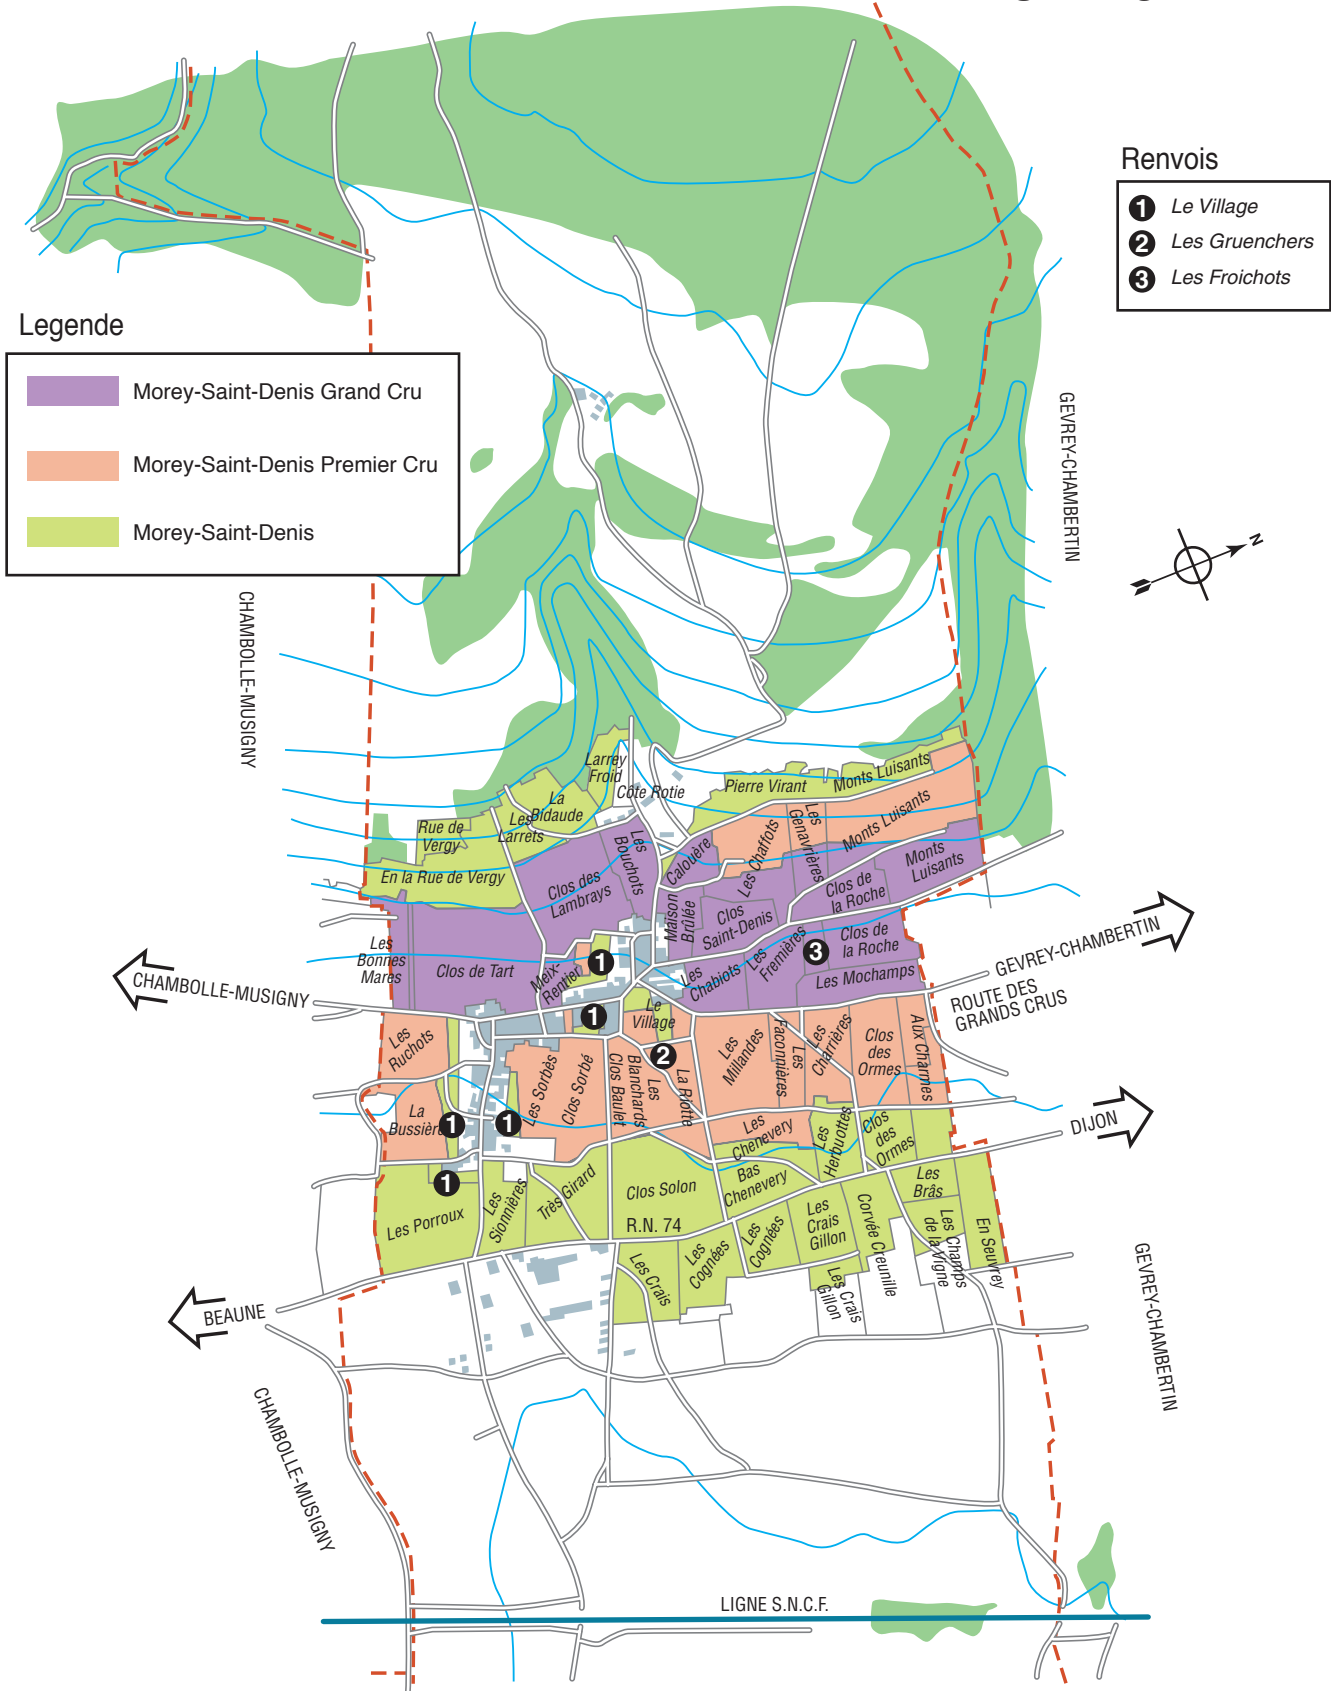 Renvois
1 Le Village
2 Les Gruenchers
3 Les Froichots
Legende
Morey-Saint-Denis Grand Cru
Morey-Saint-Denis Premier Cru
Morey-Saint-Denis
GEVREY-CHAMBERTIN
N
CHAMBOLLE-MUSIGNY
Larrey
Froid
Côte Rotie
Pierre Virant
Monts Luisants
La
Bidaude
Les
Larrets
Rue de
Vergy
En la Rue de Vergy
Les
Bouchots
Calouère
Les Chaffots
Les
Genavrières
Monts Luisants
Monts
Luisants
Clos des
Lambrays
Maison
Brûlée
Clos
Saint-Denis
Clos de
la Roche
Les
Bonnes
Mares
Clos de Tart
Meix-
Rentier
1
Les
Chabiots
Les
Fremières
3
Clos de
la Roche
Les Mochamps
CHAMBOLLE-MUSIGNY
GEVREY-CHAMBERTIN
ROUTE DES
GRANDS CRUS
Les
Ruchots
1
Le
Village
2
Les
Millandes
Les
Faconnières
Les
Charrières
Clos
des
Ormes
Aux Charmes
La
Bussière
1
1
Les Sorbès
Clos Sorbé
Clos Baulet
Les
Blanchards
La Riotte
Les
Chenevery
Les
Herbuottes
Clos
des
Ormes
DIJON
1
Les Porroux
Les
Sionnières
Très Girard
Clos Solon
R.N. 74
Bas
Chenevery
Les
Brâs
Les
Cognées
Les
Cognées
Les
Crais
Gillon
Corvée Creunille
Les Champs
de la Vigne
En Seuvrey
Les Crais
Les Crais
Gillon
BEAUNE
GEVREY-CHAMBERTIN
CHAMBOLLE-MUSIGNY
LIGNE S.N.C.F.